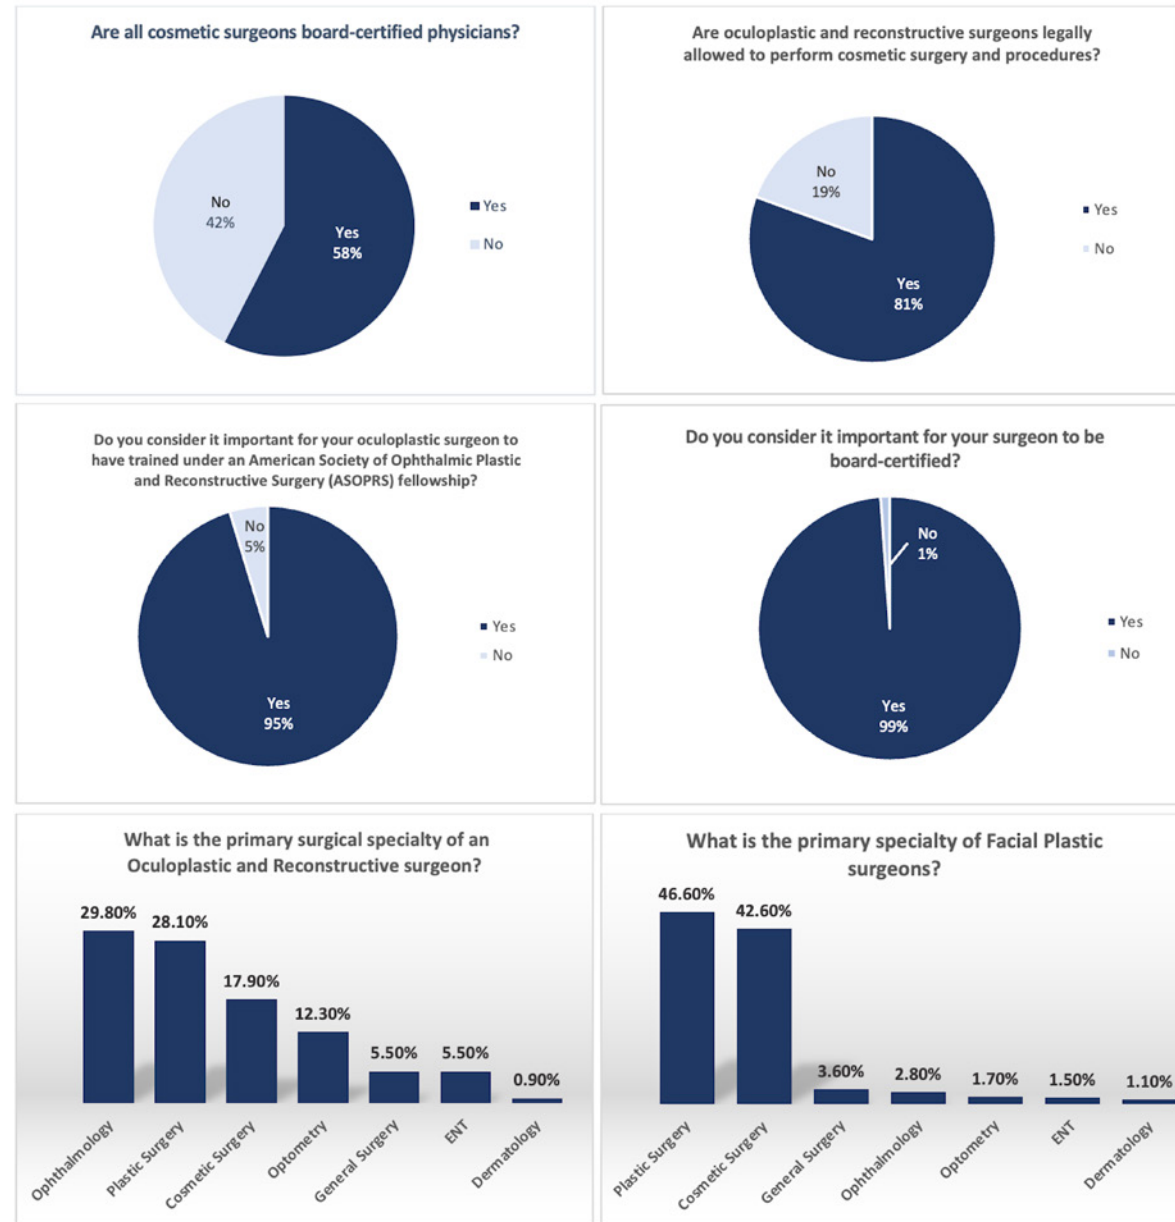 Are all cosmetic surgeons board-certified physicians?
No
42%
Yes
58%
Yes
No
Are oculoplastic and reconstructive surgeons legally
allowed to perform cosmetic surgery and procedures?
No
19%
Yes
81%
Yes
No
Do you consider it important for your oculoplastic surgeon to
have trained under an American Society of Ophthalmic Plastic
and Reconstructive Surgery (ASOPRS) fellowship?
No
5%
Yes
95%
Yes
No
Do you consider it important for your surgeon to be
board-certified?
No
1%
Yes
99%
Yes
No
What is the primary surgical specialty of an
Oculoplastic and Reconstructive surgeon?
29.80%
28.10%
17.90%
12.30%
5.50%
5.50%
0.90%
Ophthalmology
Plastic Surgery
Cosmetic Surgery
Optometry
General Surgery
ENT
Dermatology
What is the primary specialty of Facial Plastic
surgeons?
46.60%
42.60%
3.60%
2.80%
1.70%
1.50%
1.10%
Plastic Surgery
Cosmetic Surgery
General Surgery
Ophthalmology
Optometry
ENT
Dermatology